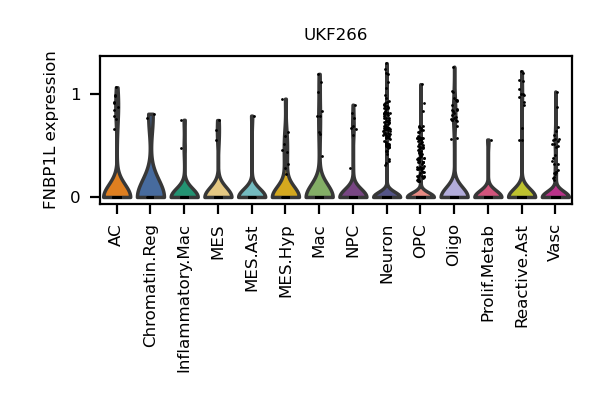 UKF266
FNBP1L expression
1
0
AC
Chromatin.Reg
Inflammatory.Mac
MES
MES.Ast
MES.Hyp
Mac
NPC
Neuron
OPC
Oligo
Prolif.Metab
Reactive.Ast
Vasc